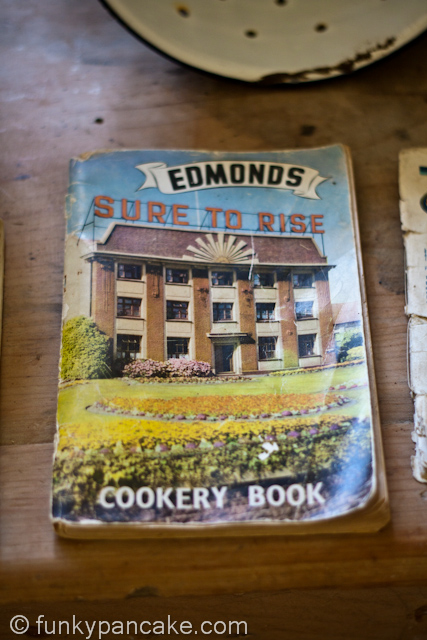 EDMONDS
SURE TO RISE
COOKERY BOOK
© funkypancake.com